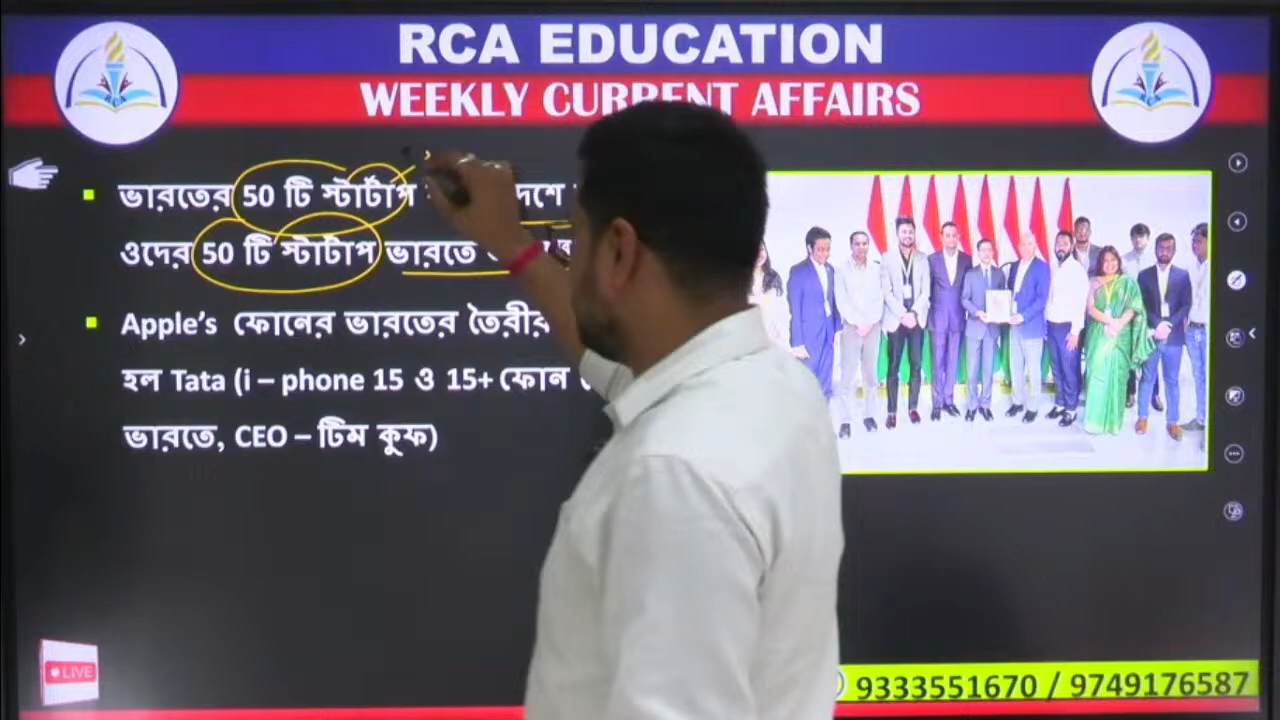 RCA EDUCATION
WEEKLY CURRENT AFFAIRS
ভারতের 50 টি স্টার্টাপ
ওদের 50 টি স্টার্টাপ ভারতে
Apple's ফোনের ভারতের তৈরীর
হল Tata (i – phone 15 ও 15+ ফোন
ভারতে, CEO – টিম কুফ)
LIVE
9333551670 / 9749176587